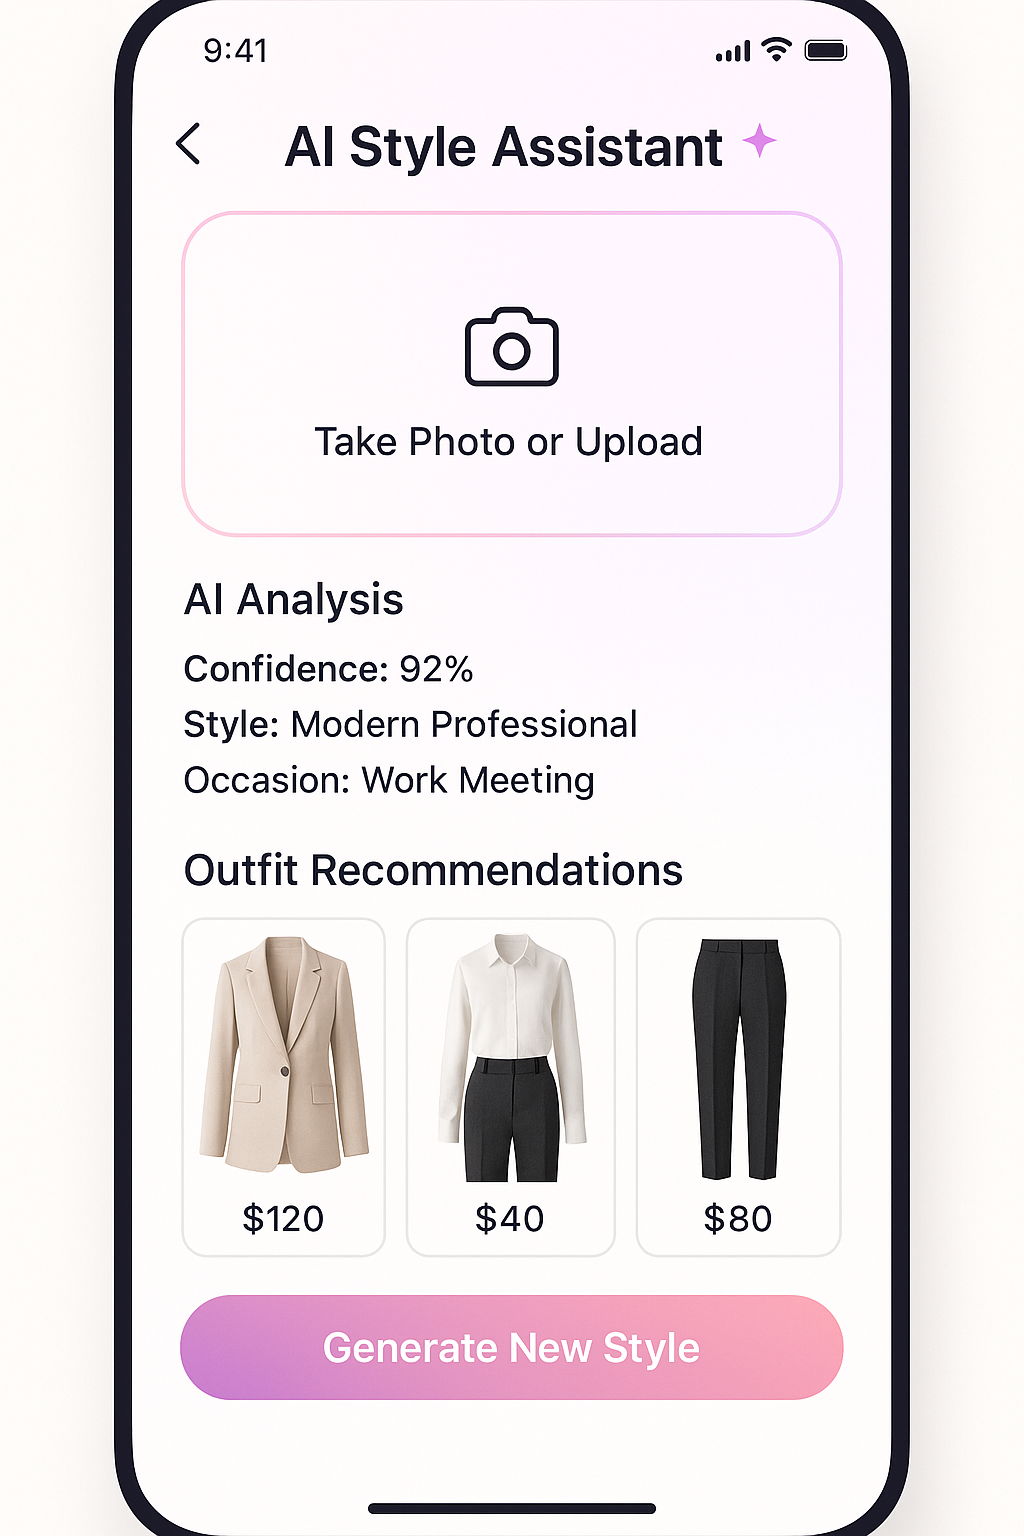 9:41
AI Style Assistant
Take Photo or Upload
AI Analysis
Confidence: 92%
Style: Modern Professional
Occasion: Work Meeting
Outfit Recommendations
$120
$40
$80
Generate New Style